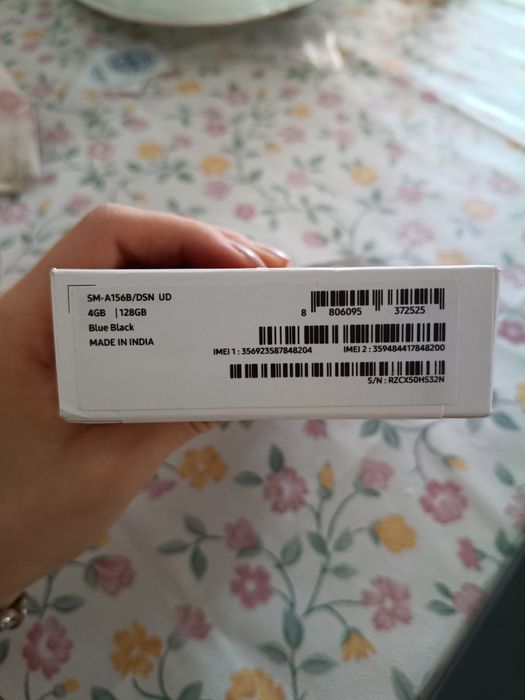 SM-A156B/DSN UD
4GB | 128GB
Blue Black
MADE IN INDIA
8 806095 372525
IMEI 1 : 356923587848204 IMEI 2 : 359484417848200
S/N : RZCX50HS32N